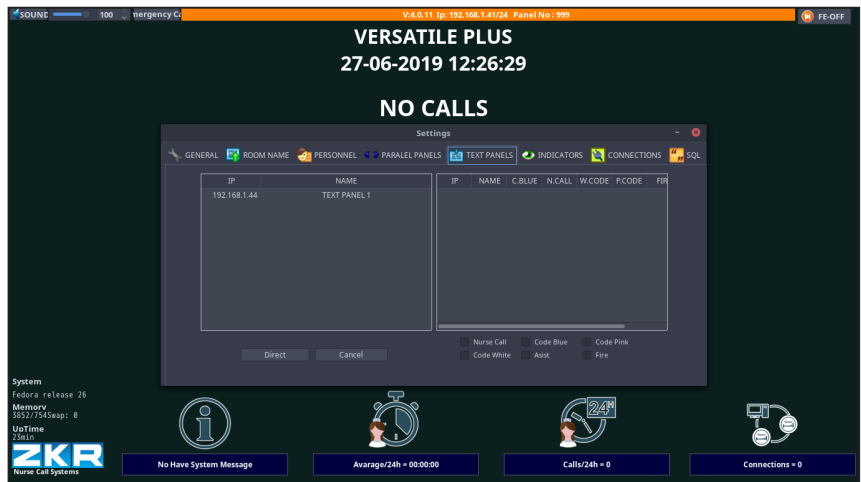 SOUND 100 mergency Ca V:4.0.11 Ip: 192.168.1.41/24 Panel No : 999 FE-OFF
VERSATILE PLUS
27-06-2019 12:26:29
NO CALLS
Settings
GENERAL ROOM NAME PERSONNEL PARALEL PANELS TEXT PANELS INDICATORS CONNECTIONS SQL
IP NAME IP NAME C.BLUE N.CALL W.CODE P.CODE FIR
192.168.1.44 TEXT PANEL 1
Nurse Call Code Blue Code Pink
Direct Cancel Code White Asist Fire
System
Fedora release 26
Memory
3852/754Swap: 0
UpTime
23min
24H
ZKR
Nurse Call Systems
No Have System Message Avarage/24h = 00:00:00 Calls/24h = 0 Connections = 0